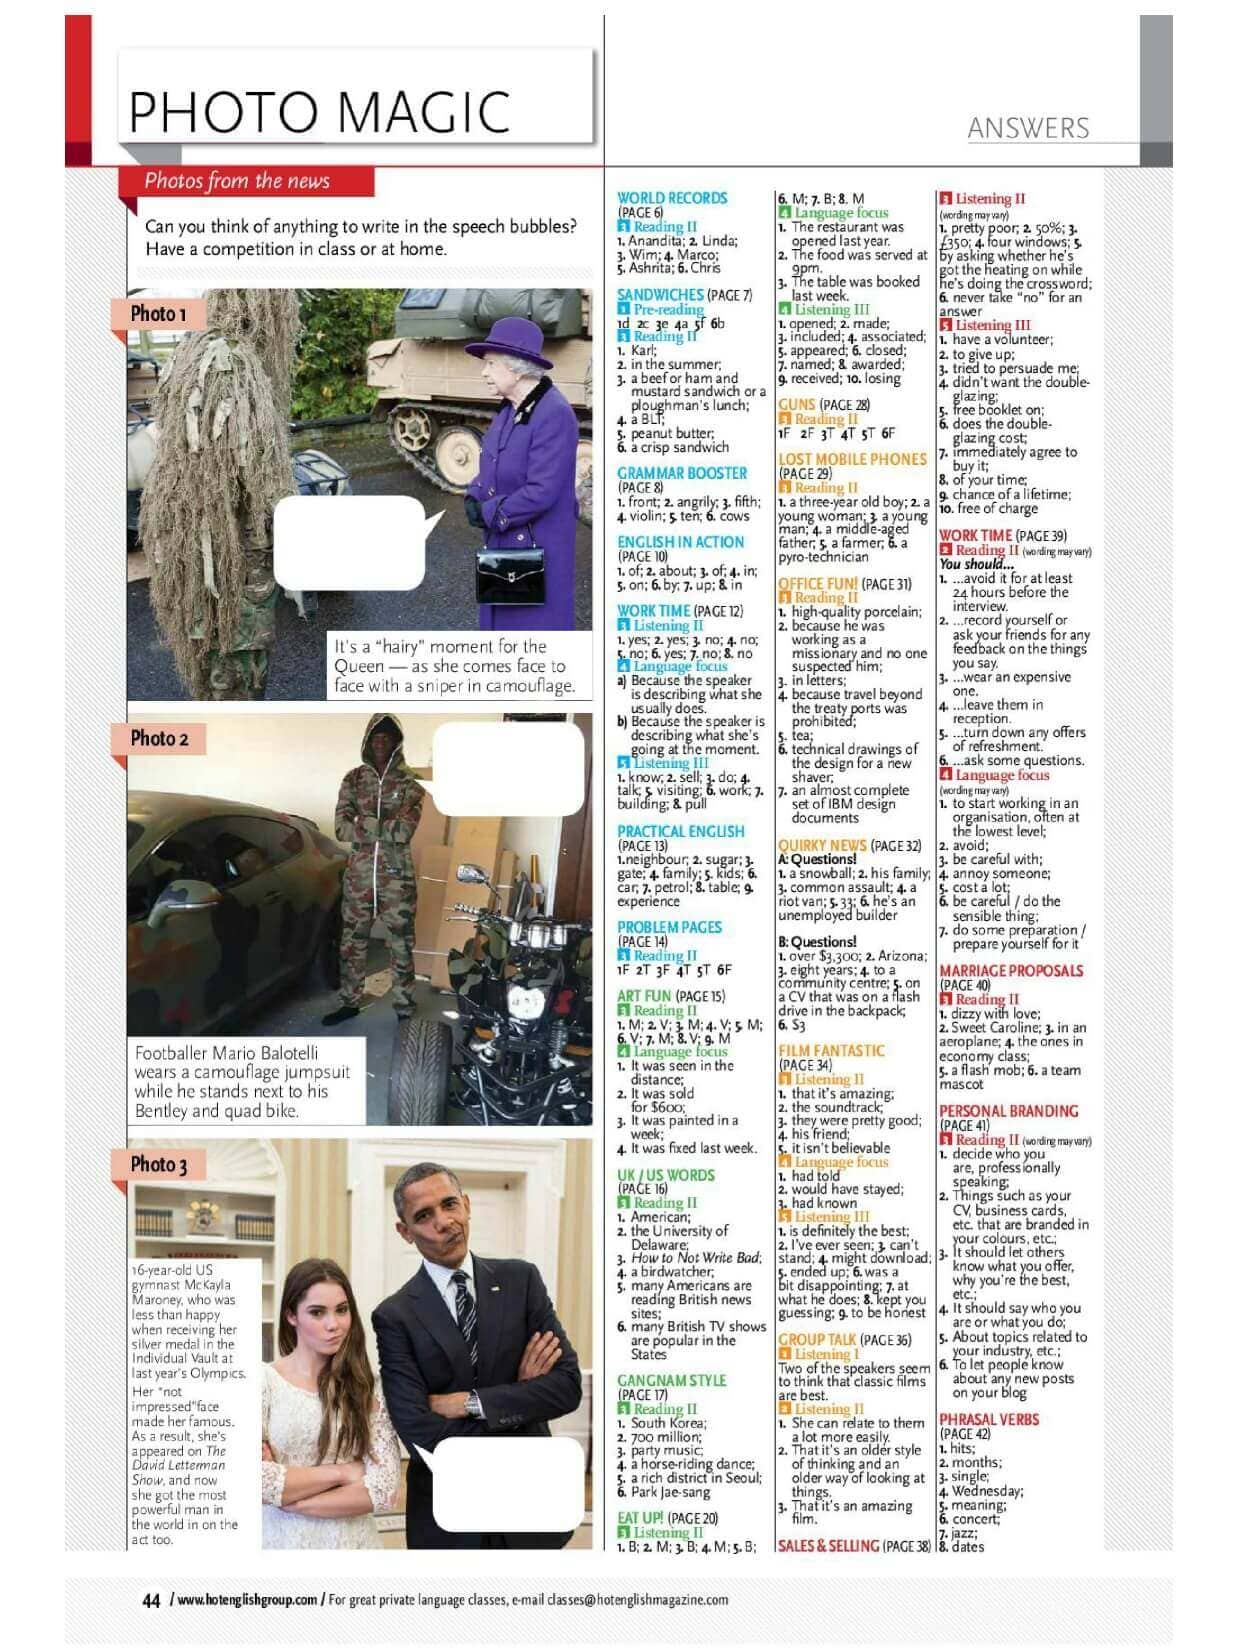 PHOTO MAGIC
ANSWERS
Photos from the news
Can you think of anything to write in the speech bubbles?
Have a competition in class or at home.
Photo 1
It's a "hairy" moment for the
Queen — as she comes face to
face with a sniper in camouflage.
Photo 2
Footballer Mario Balotelli
wears a camouflage jumpsuit
while he stands next to his
Bentley and quad bike.
Photo 3
16-year-old US
gymnast McKayla
Maroney, who was
less than happy
when receiving her
silver medal in the
Individual Vault at
last year's Olympics.
Her "not
impressed"face
made her famous.
As a result, she's
appeared on The
David Letterman
Show, and now
she got the most
powerful man in
the world in on the
act too.
WORLD RECORDS
(PAGE 6)
3 Reading II
1. Anandita; 2. Linda;
3. Wim; 4. Marco;
5. Ashrita; 6. Chris
SANDWICHES (PAGE 7)
1 Pre-reading
1d 2c 3e 4a 5f 6b
3 Reading II
1. Karl;
2. in the summer;
3. a beef or ham and
mustard sandwich or a
ploughman's lunch;
4. a BLT;
5. peanut butter;
6. a crisp sandwich
GRAMMAR BOOSTER
(PAGE 8)
1. front; 2. angrily; 3. fifth;
4. violin; 5. ten; 6. cows
ENGLISH IN ACTION
(PAGE 10)
1. of; 2. about; 3. of; 4. in;
5. on; 6. by; 7. up; 8. in
WORK TIME (PAGE 12)
3 Listening II
1. yes; 2. yes; 3. no; 4. no;
5. no; 6. yes; 7. no; 8. no
4 Language focus
a) Because the speaker
is describing what she
usually does.
b) Because the speaker is
describing what she's
going at the moment.
5 Listening III
1. know; 2. sell; 3. do; 4.
talk; 5. visiting; 6. work; 7.
building; 8. pull
PRACTICAL ENGLISH
(PAGE 13)
1.neighbour; 2. sugar; 3.
gate; 4. family; 5. kids; 6.
car; 7. petrol; 8. table; 9.
experience
PROBLEM PAGES
(PAGE 14)
3 Reading II
1F 2T 3F 4T 5T 6F
ART FUN (PAGE 15)
3 Reading II
1. M; 2. V; 3. M; 4. V; 5. M;
6. V; 7. M; 8. V; 9. M
4 Language focus
1. It was seen in the
distance;
2. It was sold
for $600;
3. It was painted in a
week;
4. It was fixed last week.
UK / US WORDS
(PAGE 16)
3 Reading II
1. American;
2. the University of
Delaware;
3. How to Not Write Bad;
4. a birdwatcher;
5. many Americans are
reading British news
sites;
6. many British TV shows
are popular in the
States
GANGNAM STYLE
(PAGE 17)
3 Reading II
1. South Korea;
2. 700 million;
3. party music;
4. a horse-riding dance;
5. a rich district in Seoul;
6. Park Jae-sang
EAT UP! (PAGE 20)
3 Listening II
1. B; 2. M; 3. B; 4. M; 5. B;
6. M; 7. B; 8. M
4 Language focus
1. The restaurant was
opened last year.
2. The food was served at
9pm.
3. The table was booked
last week.
4 Listening III
1. opened; 2. made;
3. included; 4. associated;
5. appeared; 6. closed;
7. named; 8. awarded;
9. received; 10. losing
GUNS (PAGE 28)
3 Reading II
1F 2F 3T 4T 5T 6F
LOST MOBILE PHONES
(PAGE 29)
3 Reading II
1. a three-year old boy; 2. a
young woman; 3. a young
man; 4. a middle-aged
father; 5. a farmer; 6. a
pyro-technician
OFFICE FUN! (PAGE 31)
3 Reading II
1. high-quality porcelain;
2. because he was
working as a
missionary and no one
suspected him;
3. in letters;
4. because travel beyond
the treaty ports was
prohibited;
5. tea;
6. technical drawings of
the design for a new
shaver;
7. an almost complete
set of IBM design
documents
QUIRKY NEWS (PAGE 32)
A: Questions!
1. a snowball; 2. his family;
3. common assault; 4. a
riot van; 5. 33; 6. he's an
unemployed builder
B: Questions!
1. over $3,300; 2. Arizona;
3. eight years; 4. to a
community centre; 5. on
a CV that was on a flash
drive in the backpack;
6. $3
FILM FANTASTIC
(PAGE 34)
3 Listening II
1. that it's amazing;
2. the soundtrack;
3. they were pretty good;
4. his friend;
5. it isn't believable
4 Language focus
1. had told
2. would have stayed;
3. had known
5 Listening III
1. is definitely the best;
2. I've ever seen; 3. can't
stand; 4. might download;
5. ended up; 6. was a
bit disappointing; 7. at
what he does; 8. kept you
guessing; 9. to be honest
GROUP TALK (PAGE 36)
1 Listening I
Two of the speakers seem
to think that classic films
are best.
2 Listening II
1. She can relate to them
a lot more easily.
2. That it's an older style
of thinking and an
older way of looking at
things.
3. That it's an amazing
film.
SALES & SELLING (PAGE 38)
3 Listening II
(wording may vary)
1. pretty poor; 2. 50%; 3.
£350; 4. four windows; 5.
by asking whether he's
got the heating on while
he's doing the crossword;
6. never take "no" for an
answer
5 Listening III
1. have a volunteer;
2. to give up;
3. tried to persuade me;
4. didn't want the double-
glazing;
5. free booklet on;
6. does the double-
glazing cost;
7. immediately agree to
buy it;
8. of your time;
9. chance of a lifetime;
10. free of charge
WORK TIME (PAGE 39)
2 Reading II (wording may vary)
You should...
1. ...avoid it for at least
24 hours before the
interview.
2. ...record yourself or
ask your friends for any
feedback on the things
you say.
3. ...wear an expensive
one.
4. ...leave them in
reception.
5. ...turn down any offers
of refreshment.
6. ...ask some questions.
4 Language focus
(wording may vary)
1. to start working in an
organisation, often at
the lowest level;
2. avoid;
3. be careful with;
4. annoy someone;
5. cost a lot;
6. be careful / do the
sensible thing;
7. do some preparation /
prepare yourself for it
MARRIAGE PROPOSALS
(PAGE 40)
3 Reading II
1. dizzy with love;
2. Sweet Caroline; 3. in an
aeroplane; 4. the ones in
economy class;
5. a flash mob; 6. a team
mascot
PERSONAL BRANDING
(PAGE 41)
3 Reading II (wording may vary)
1. decide who you
are, professionally
speaking;
2. Things such as your
CV, business cards,
etc. that are branded in
your colours, etc.;
3. It should let others
know what you offer,
why you're the best,
etc.;
4. It should say who you
are or what you do;
5. About topics related to
your industry, etc.;
6. To let people know
about any new posts
on your blog
PHRASAL VERBS
(PAGE 42)
1. hits;
2. months;
3. single;
4. Wednesday;
5. meaning;
6. concert;
7. jazz;
8. dates
44 / www.hotenglishgroup.com / For great private language classes, e-mail classes@hotenglishmagazine.com